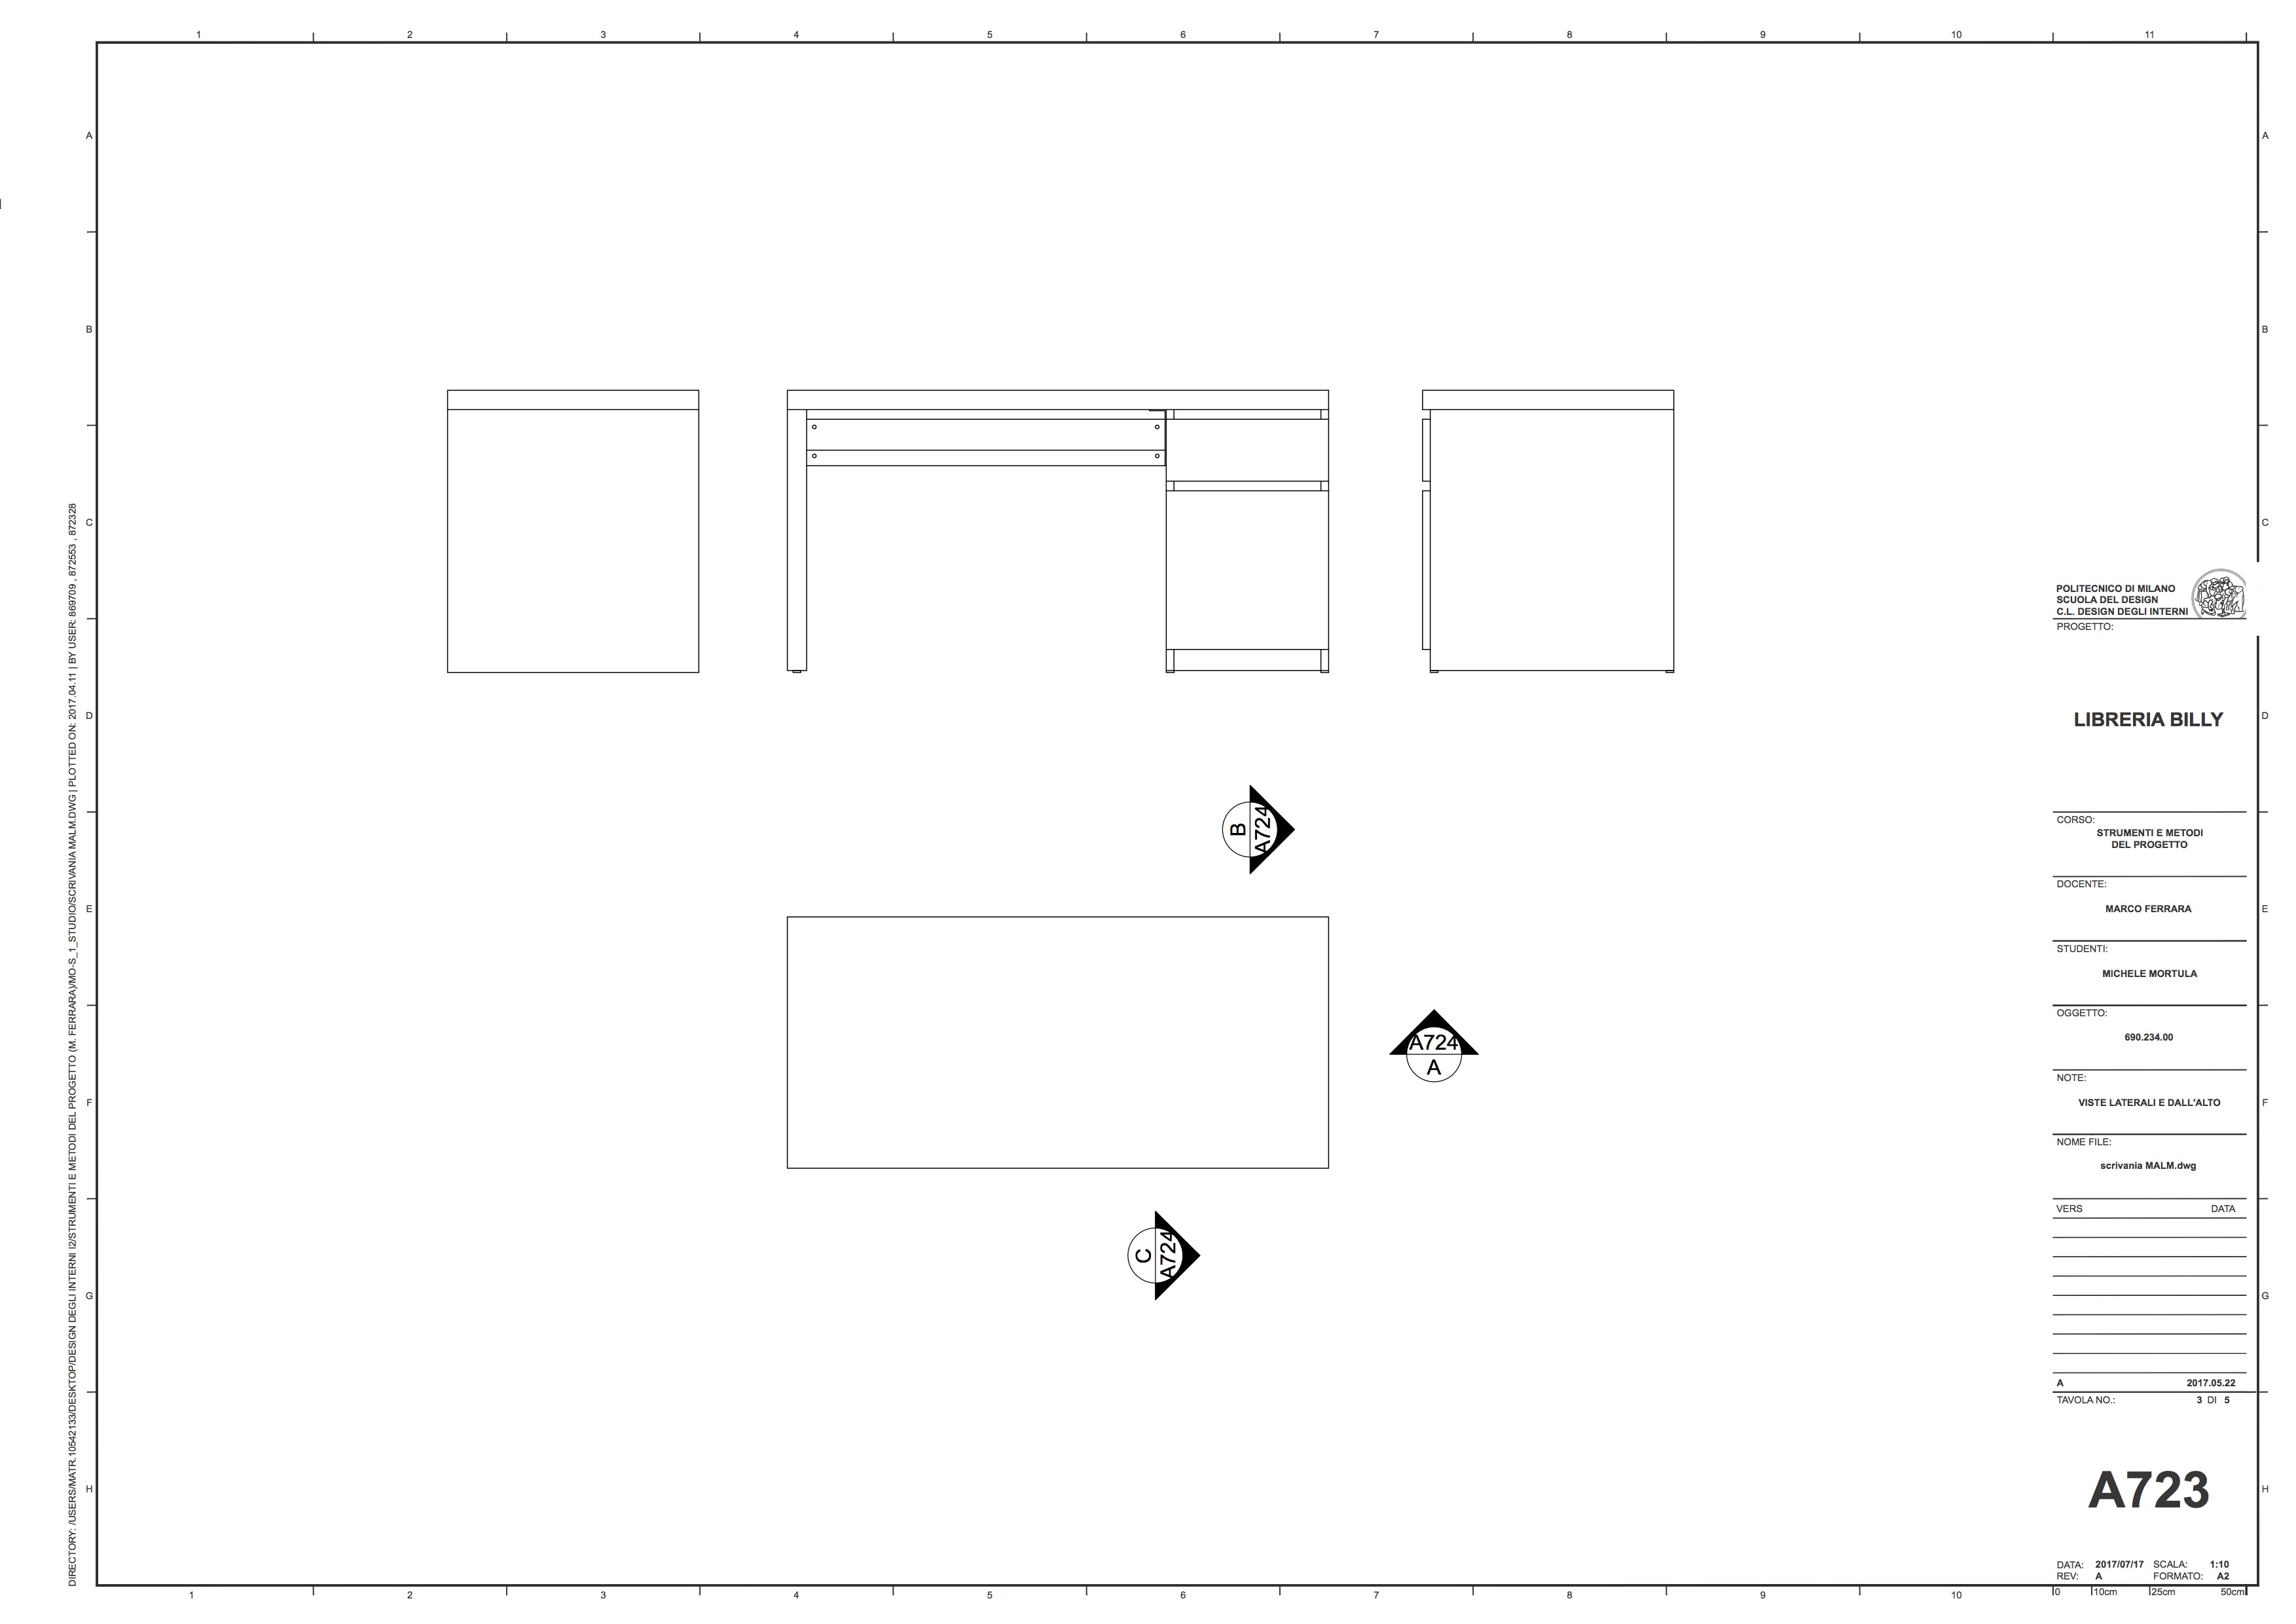 1 2 3 4 5 6 7 8 9 10 11
A A
B B
C C
DIRECTORY: /USERS/MATR.10542133/DESKTOP/DESIGN DEGLI INTERNI I2/STRUMENTI E METODI DEL PROGETTO (M. FERRARA)/MO-S_1_STUDIO/SCRIVANIA MALM.DWG | PLOTTED ON: 2017.04.11 | BY USER: 869709 , 872553 , 872328
POLITECNICO DI MILANO
SCUOLA DEL DESIGN
C.L. DESIGN DEGLI INTERNI
PROGETTO:
D D
LIBRERIA BILLY
B
A724
CORSO:
STRUMENTI E METODI
DEL PROGETTO
DOCENTE:
E E
MARCO FERRARA
STUDENTI:
MICHELE MORTULA
OGGETTO:
690.234.00
A724
A
NOTE:
F F
VISTE LATERALI E DALL'ALTO
NOME FILE:
scrivania MALM.dwg
VERS DATA
C
A724
G G
A 2017.05.22
TAVOLA NO.: 3 DI 5
H H
A723
DATA: 2017/07/17 SCALA: 1:10
REV: A FORMATO: A2
0 10cm 25cm 50cm
1 2 3 4 5 6 7 8 9 10